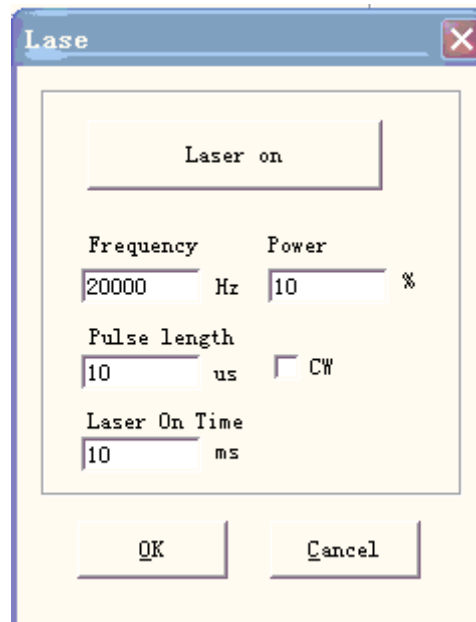 Lase
Laser on
Frequency Power
20000 Hz 10 %
Pulse length
10 us CW
Laser On Time
10 ms
OK Cancel